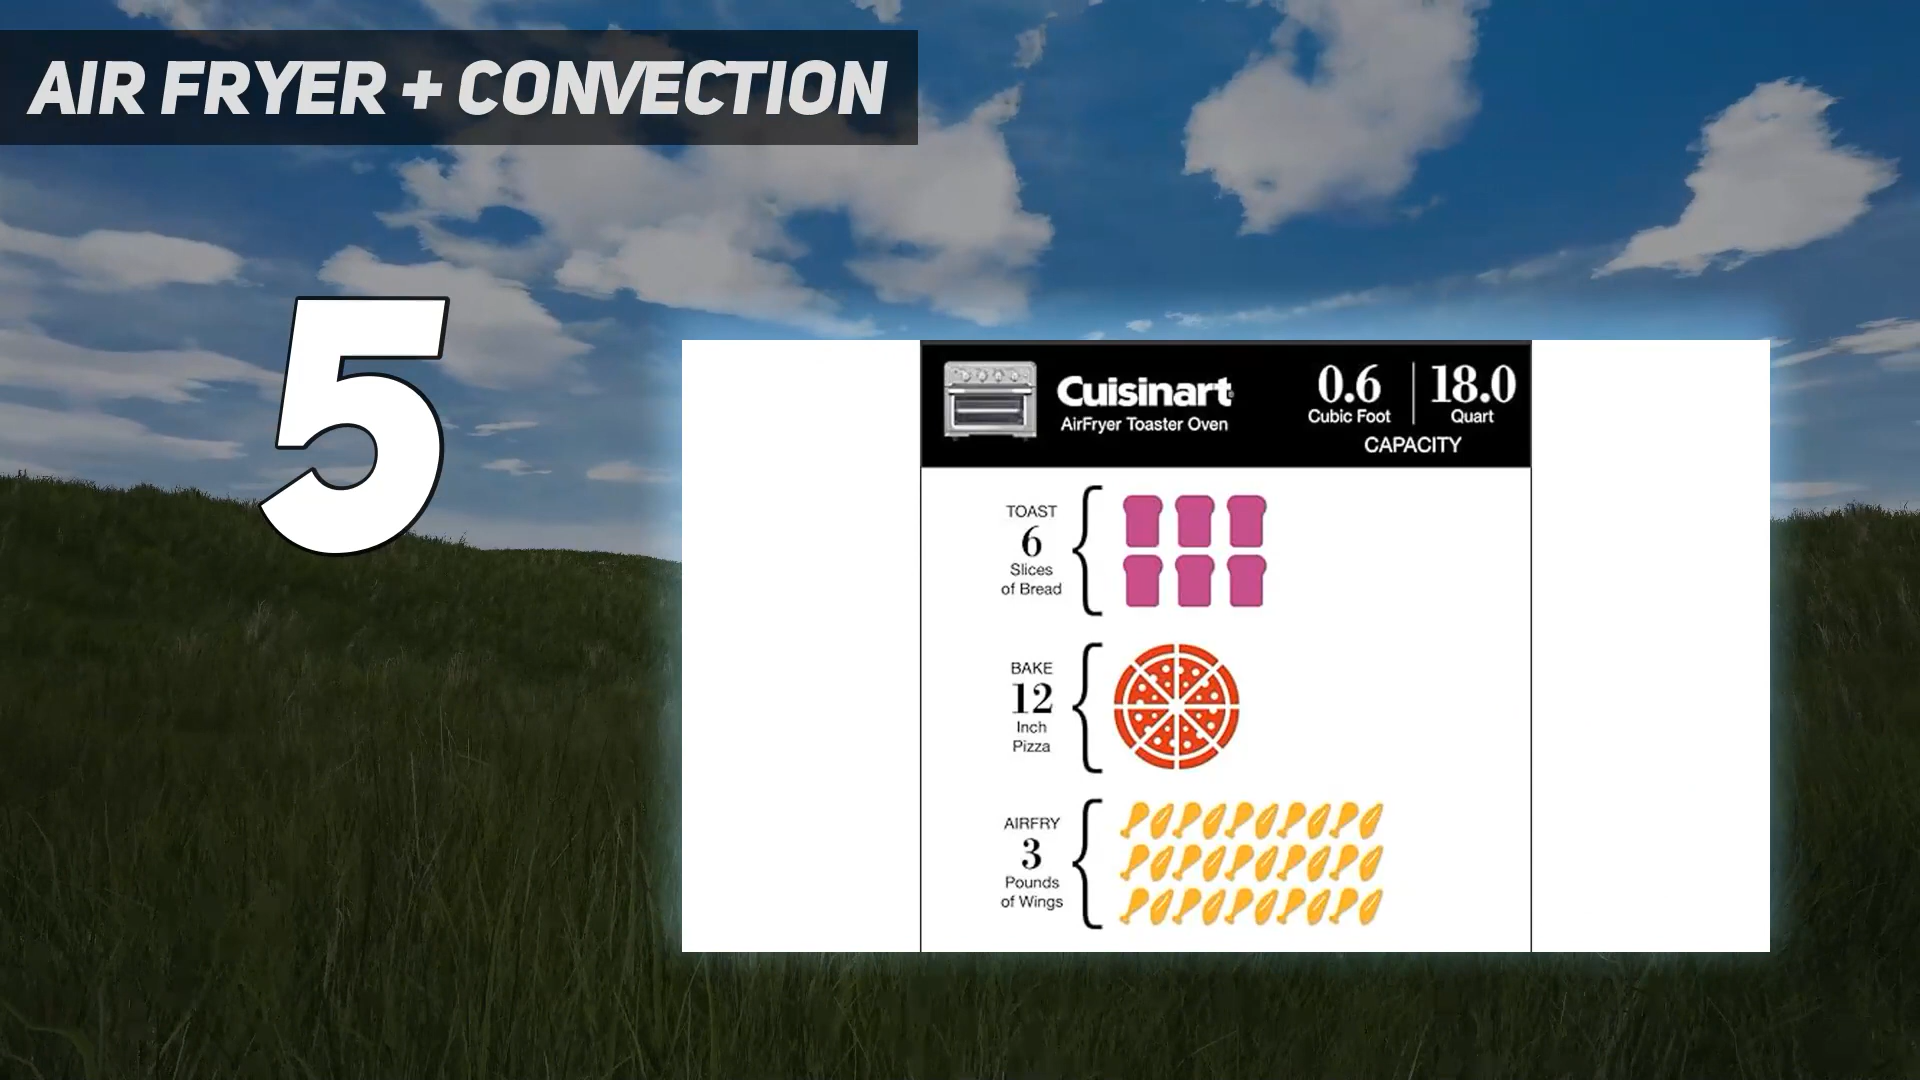 AIR FRYER + CONVECTION
5
Cuisinart
AirFryer Toaster Oven
0.6
Cubic Foot
18.0
Quart
CAPACITY
TOAST
6
Slices
of Bread
BAKE
12
Inch
Pizza
AIRFRY
3
Pounds
of Wings